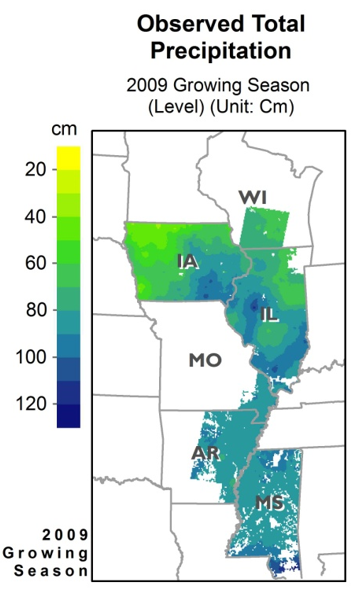 Observed Total
Precipitation
2009 Growing Season
(Level) (Unit: Cm)
cm
20
40
60
80
100
120
WI
IA
IL
MO
AR
MS
2009
Growing
Season